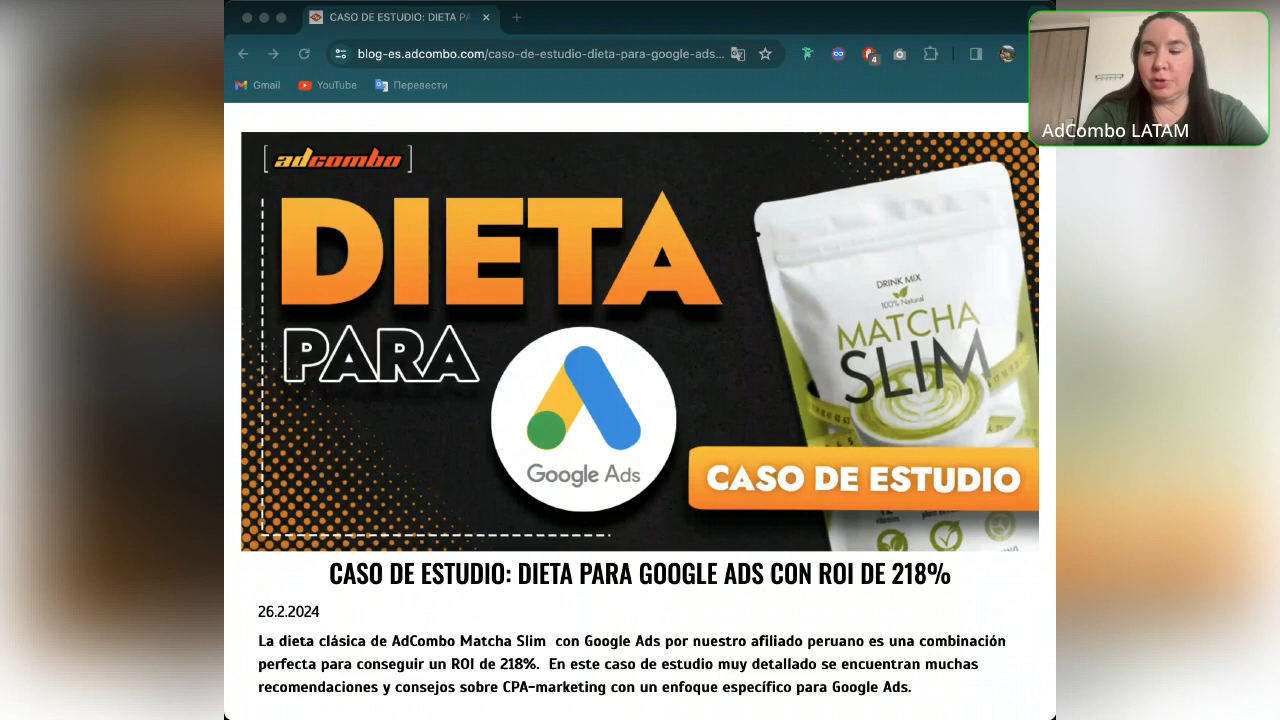 CASO DE ESTUDIO: DIETA PA
blog-es.adcombo.com/caso-de-estudio-dieta-para-google-ads...
4
Gmail
YouTube
Перевести
AdCombo LATAM
[adcombo]
DIETA
PARA
Google Ads
DRINK MIX
100% Natural
MATCHA
SLIM
CASO DE ESTUDIO
CASO DE ESTUDIO: DIETA PARA GOOGLE ADS CON ROI DE 218%
26.2.2024
La dieta clásica de AdCombo Matcha Slim con Google Ads por nuestro afiliado peruano es una combinación
perfecta para conseguir un ROI de 218%. En este caso de estudio muy detallado se encuentran muchas
recomendaciones y consejos sobre CPA-marketing con un enfoque específico para Google Ads.